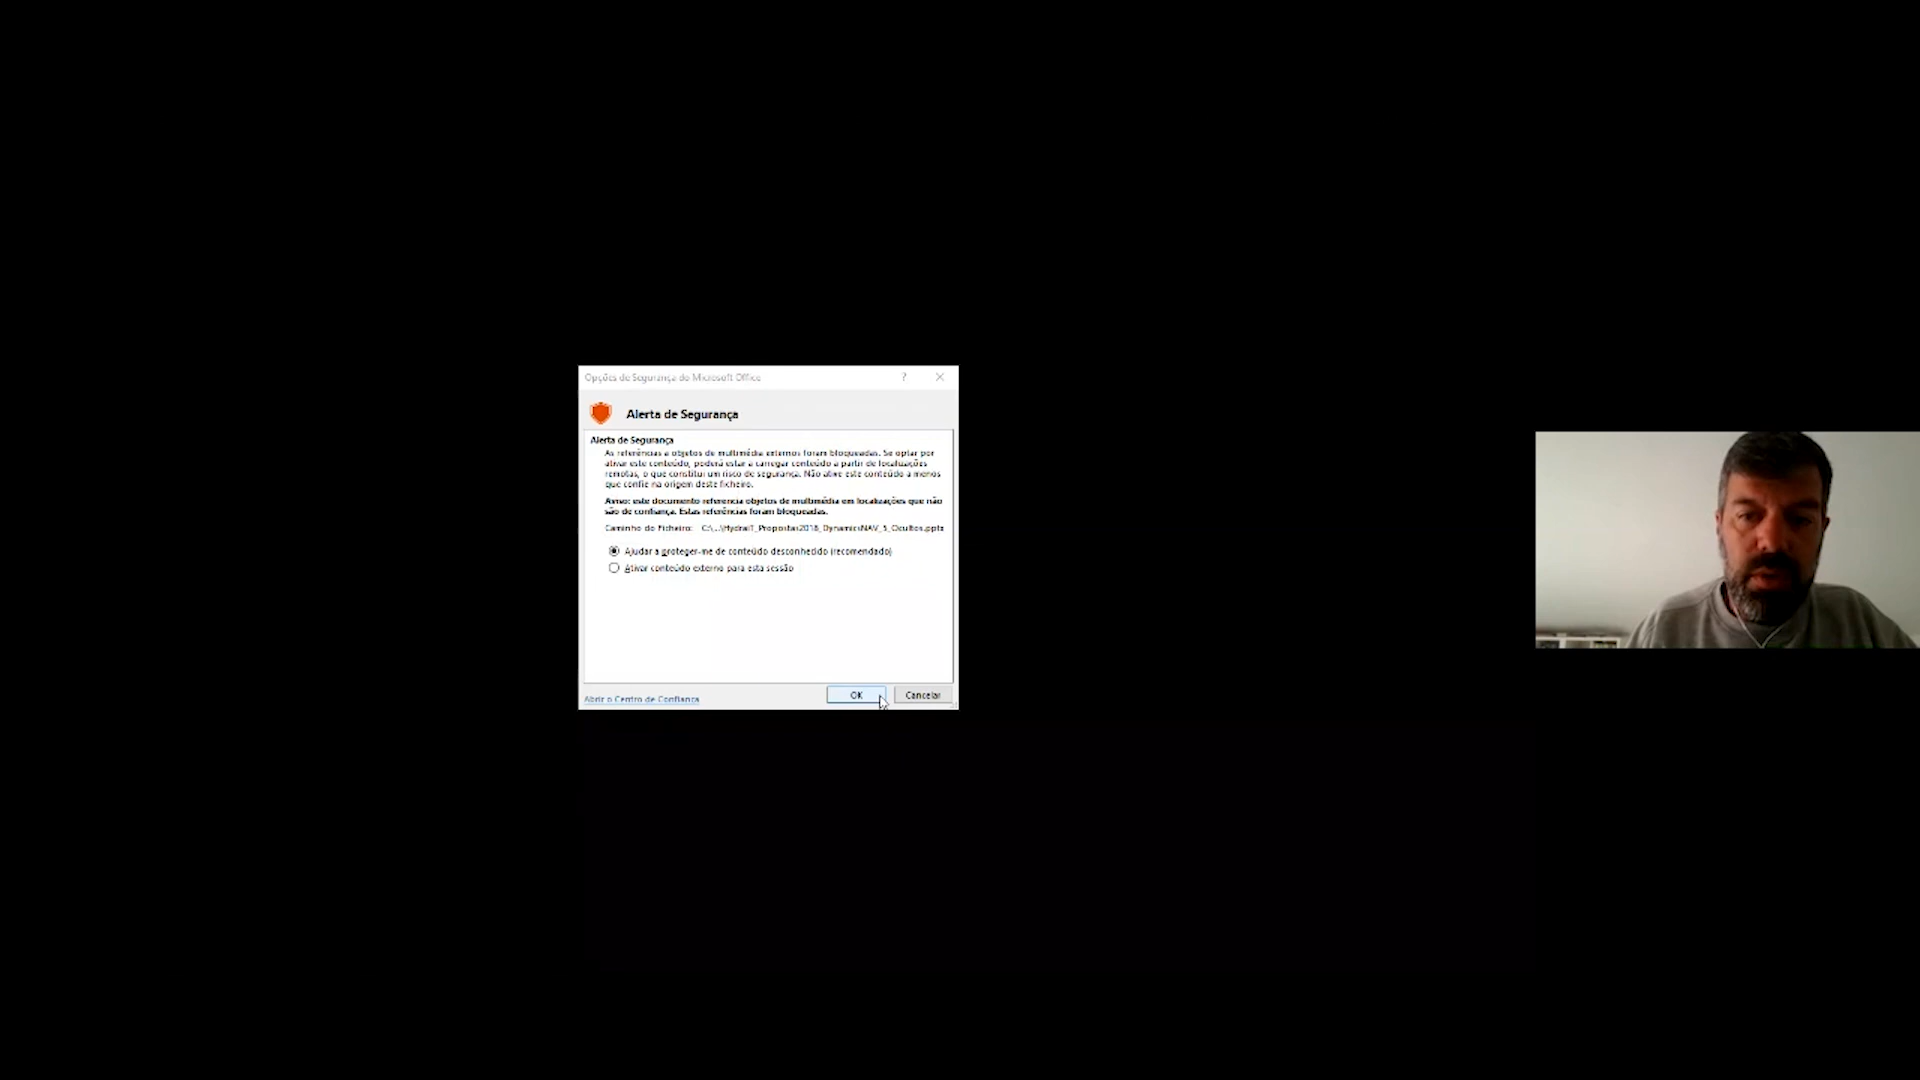 Opções de Segurança do Microsoft Office
?
Alerta de Segurança
Alerta de Segurança
As referências a objetos de multimédia externos foram bloqueadas. Se optar por
ativar este conteúdo, poderá estar a carregar conteúdo a partir de localizações
remotas, o que constitui um risco de segurança. Não ative este conteúdo a menos
que confie na origem deste ficheiro.
Aviso: este documento referencia objetos de multimédia em localizações que não
são de confiança. Estas referências foram bloqueadas.
Caminho do Ficheiro: C:\...\HydraIT_Propostas2018_DynamicsNAV_5_Ocultos.pptx
Ajudar a proteger-me de conteúdo desconhecido (recomendado)
Ativar conteúdo externo para esta sessão
Abrir o Centro de Confiança
OK
Cancelar